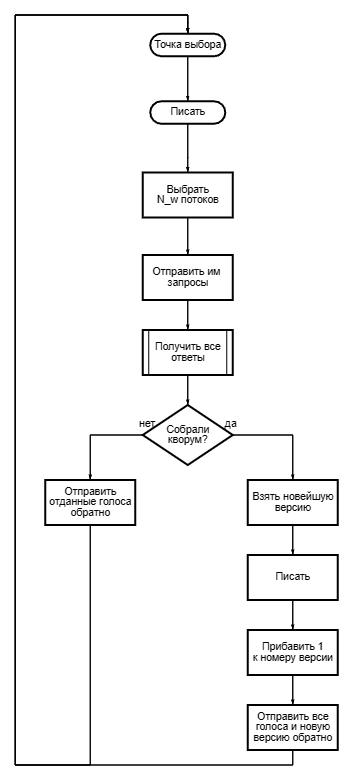 Точка выбора
Писать
Выбрать
N_w потоков
Отправить им
запросы
Получить все
ответы
Собрали
кворум?
нет
да
Отправить
отданные голоса
обратно
Взять новейшую
версию
Писать
Прибавить 1
к номеру версии
Отправить все
голоса и новую
версию обратно